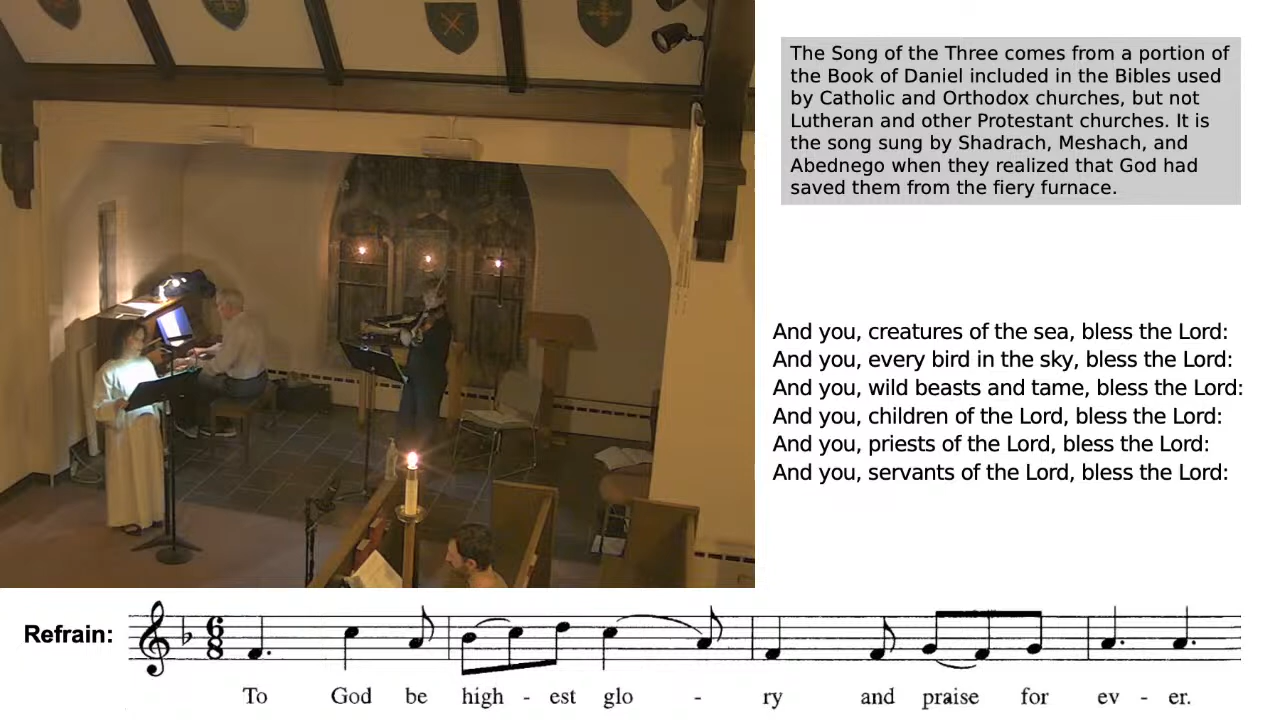 The Song of the Three comes from a portion of
the Book of Daniel included in the Bibles used
by Catholic and Orthodox churches, but not
Lutheran and other Protestant churches. It is
the song sung by Shadrach, Meshach, and
Abednego when they realized that God had
saved them from the fiery furnace.
And you, creatures of the sea, bless the Lord:
And you, every bird in the sky, bless the Lord:
And you, wild beasts and tame, bless the Lord:
And you, children of the Lord, bless the Lord:
And you, priests of the Lord, bless the Lord:
And you, servants of the Lord, bless the Lord:
Refrain:
6
8
To God be high - est glo - ry and praise for ev - er.